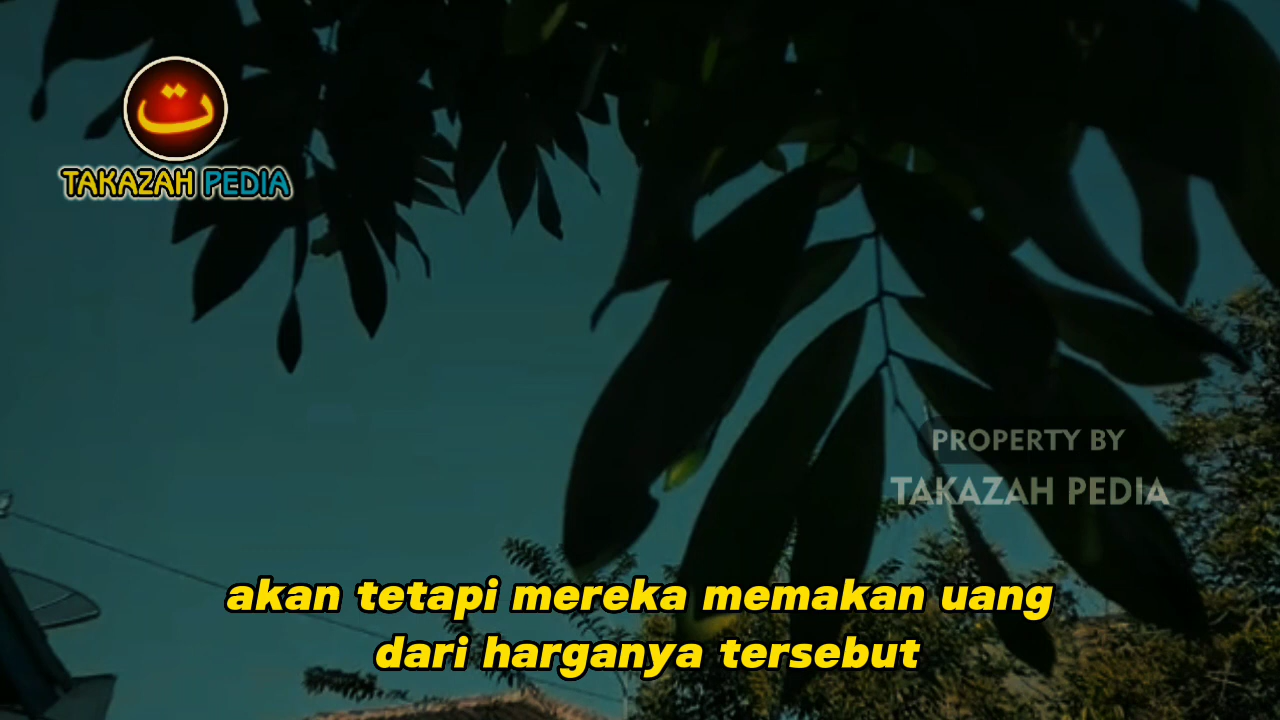 ت
TAKAZAH PEDIA
PROPERTY BY
TAKAZAH PEDIA
akan tetapi mereka memakan uang
dari harganya tersebut